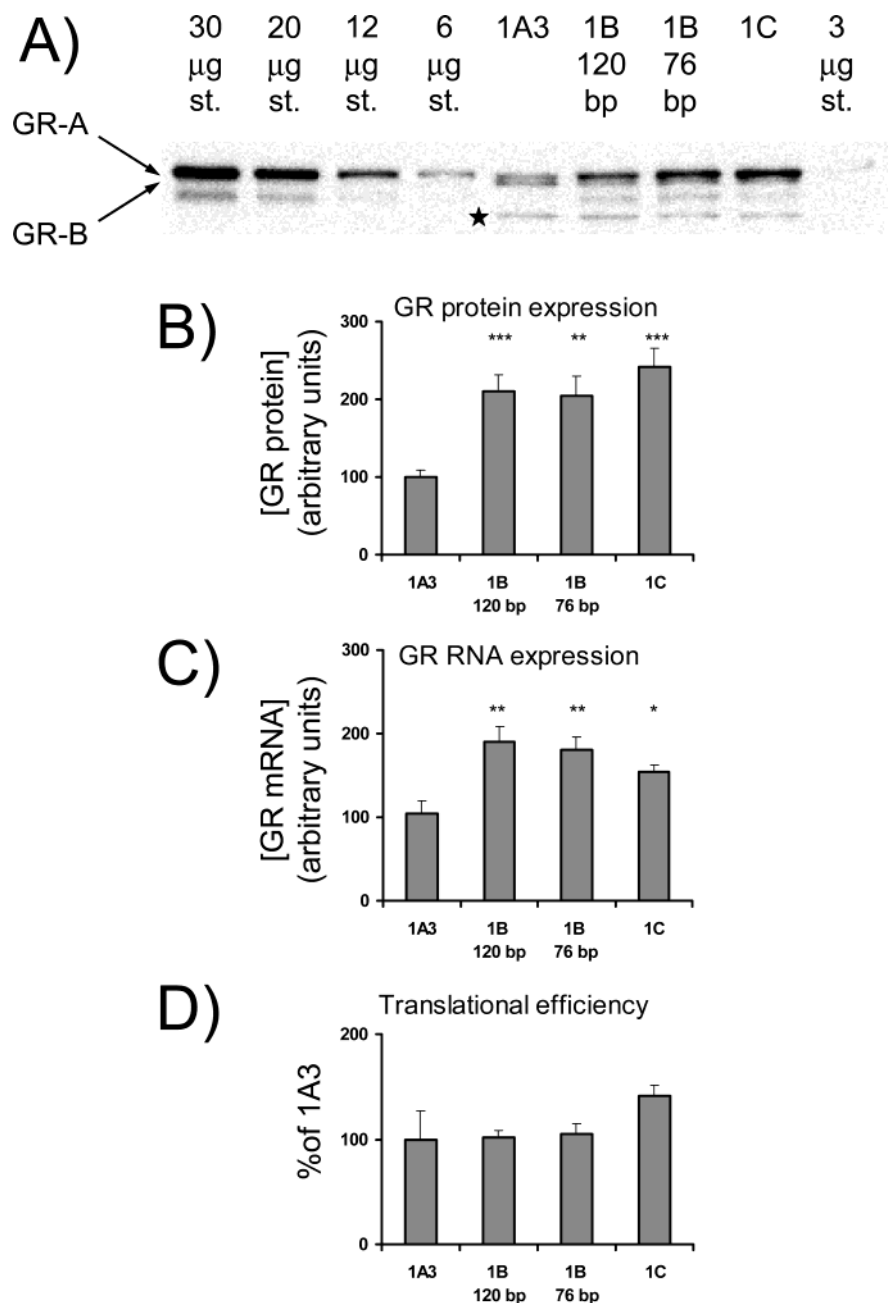 A)
30 20 12 6 1A3 1B 1B 1C 3
μg μg μg μg 120 76 μg
st. st. st. st. bp bp st.
GR-A
GR-B
★
B)
GR protein expression
[GR protein]
(arbitrary units)
300
200
100
0
*** ** ***
1A3 1B 1B 1C
120 bp 76 bp
C)
GR RNA expression
[GR mRNA]
(arbitrary units)
300
200
100
0
** ** *
1A3 1B 1B 1C
120 bp 76 bp
D)
Translational efficiency
%of 1A3
200
100
0
1A3 1B 1B 1C
120 bp 76 bp